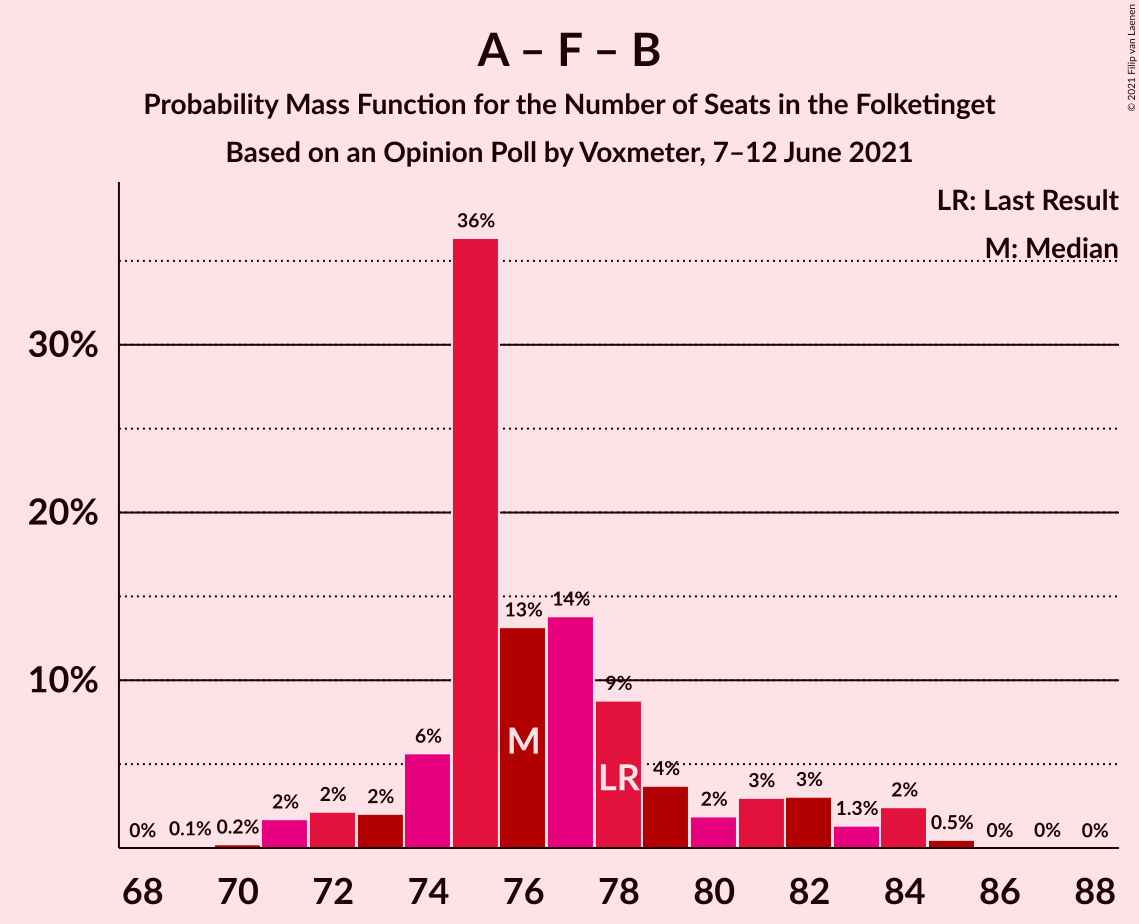 A – F – B
Probability Mass Function for the Number of Seats in the Folketinget
Based on an Opinion Poll by Voxmeter, 7–12 June 2021
© 2021 Filip van Laenen
LR: Last Result
M: Median
30%
20%
10%
0%
0.1%
0.2%
2%
2%
2%
6%
36%
13%
14%
9%
4%
2%
3%
3%
1.3%
2%
0.5%
0%
0%
0%
M
LR
68 70 72 74 76 78 80 82 84 86 88